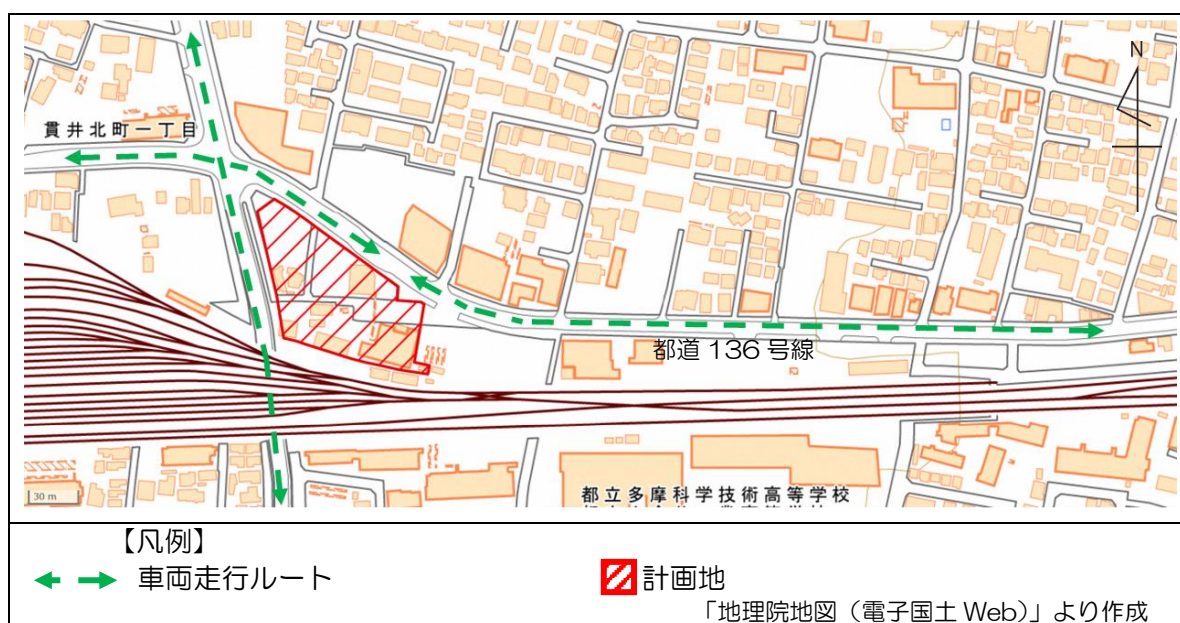 N
貫井北町一丁目
都道 136 号線
30 m
都立多摩科学技術高等学校
【凡例】
車両走行ルート
計画地
「地理院地図（電子国土 Web）」より作成